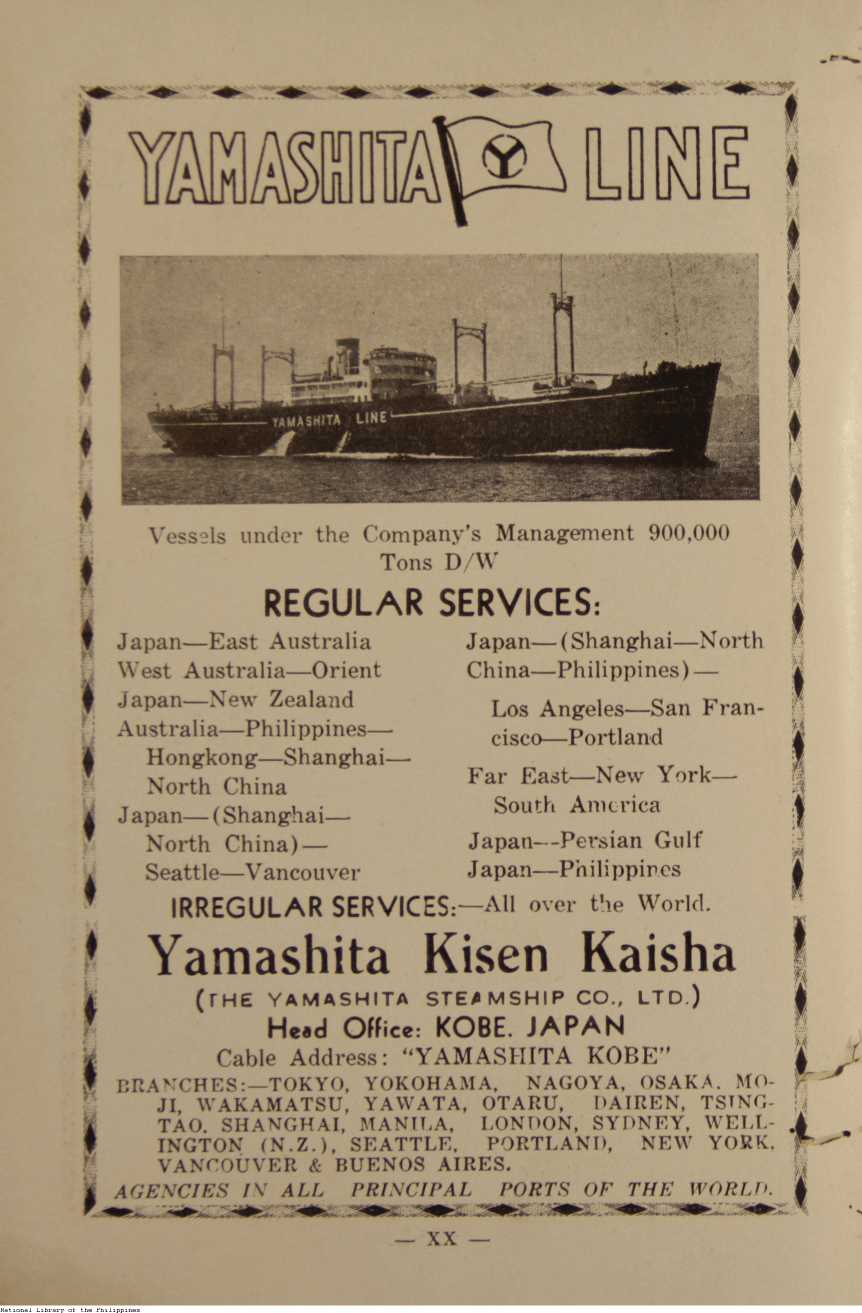 YAMASHITA Y LINE
YAMASHITA LINE
Vessels under the Company's Management 900,000
Tons D/W
REGULAR SERVICES:
Japan—East Australia
West Australia—Orient
Japan—New Zealand
Australia—Philippines—
Hongkong—Shanghai—
North China
Japan—(Shanghai—
North China)—
Seattle—Vancouver
Japan—(Shanghai—North
China—Philippines)—
Los Angeles—San Fran-
cisco—Portland
Far East—New York—
South America
Japan—Persian Gulf
Japan—Philippines
IRREGULAR SERVICES:—All over the World.
Yamashita Kisen Kaisha
(THE YAMASHITA STEAMSHIP CO., LTD.)
Head Office: KOBE. JAPAN
Cable Address: "YAMASHITA KOBE"
BRANCHES:—TOKYO, YOKOHAMA, NAGOYA, OSAKA. MO-
JI, WAKAMATSU, YAWATA, OTARU, DAIREN, TSING-
TAO. SHANGHAI, MANILA, LONDON, SYDNEY, WELL-
INGTON (N.Z.), SEATTLE, PORTLAND, NEW YORK.
VANCOUVER & BUENOS AIRES.
AGENCIES IN ALL PRINCIPAL PORTS OF THE WORLD.
— XX —
National Library of the Philippines